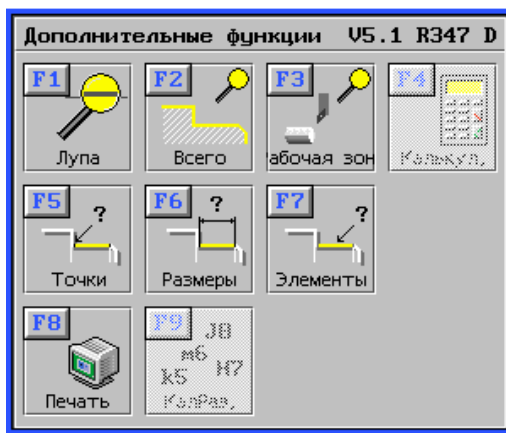 Дополнительные функции V5.1 R347 D
F1 F2 F3 F4
Лупа Всего абочая зон Калькул,
F5 ? F6 ? F7 ?
Точки Размеры Элементы
F8 F9
J8
m6
k5 H7
Печать КалРал,